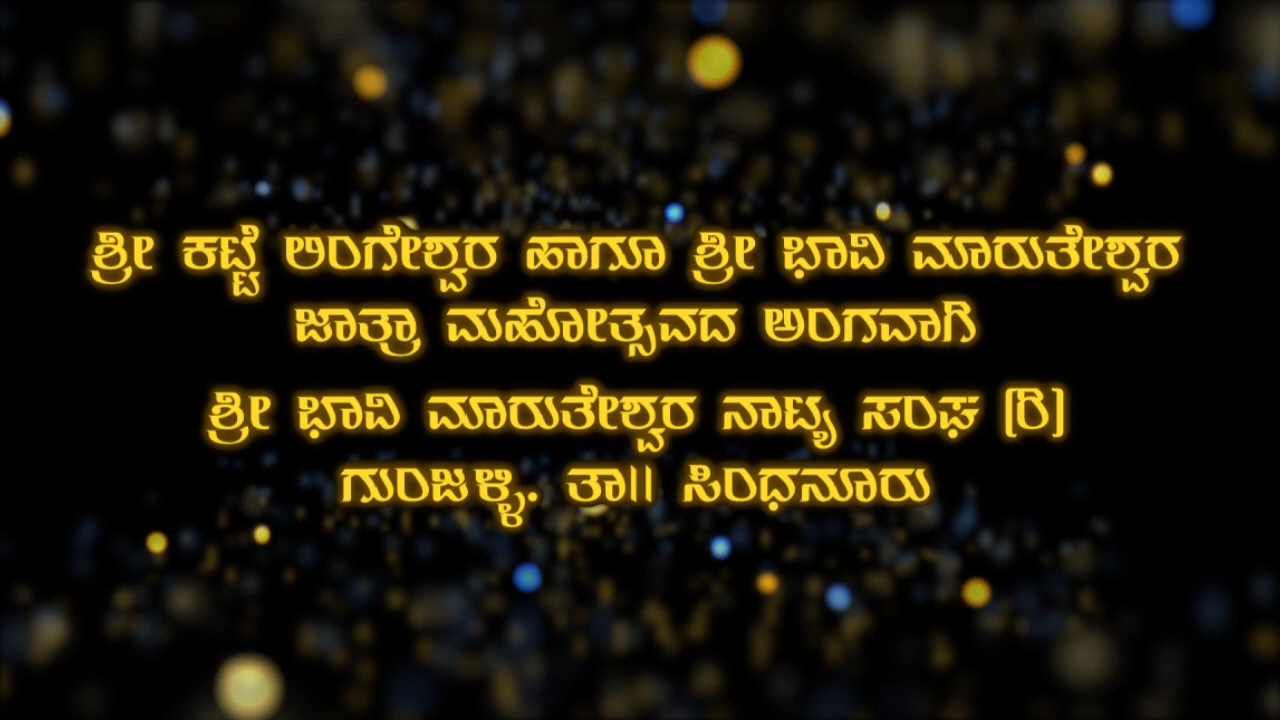 ಶ್ರೀ ಕಟ್ಟೆ ಲಿಂಗೇಶ್ವರ ಹಾಗೂ ಶ್ರೀ ಭಾವಿ ಮಾರುತೇಶ್ವರ
ಜಾತ್ರಾ ಮಹೋತ್ಸವದ ಅಂಗವಾಗಿ
ಶ್ರೀ ಭಾವಿ ಮಾರುತೇಶ್ವರ ನಾಟ್ಯ ಸಂಘ (ರಿ)
ಗುಂಜಳ್ಳಿ. ತಾ|| ಸಿಂಧನೂರು